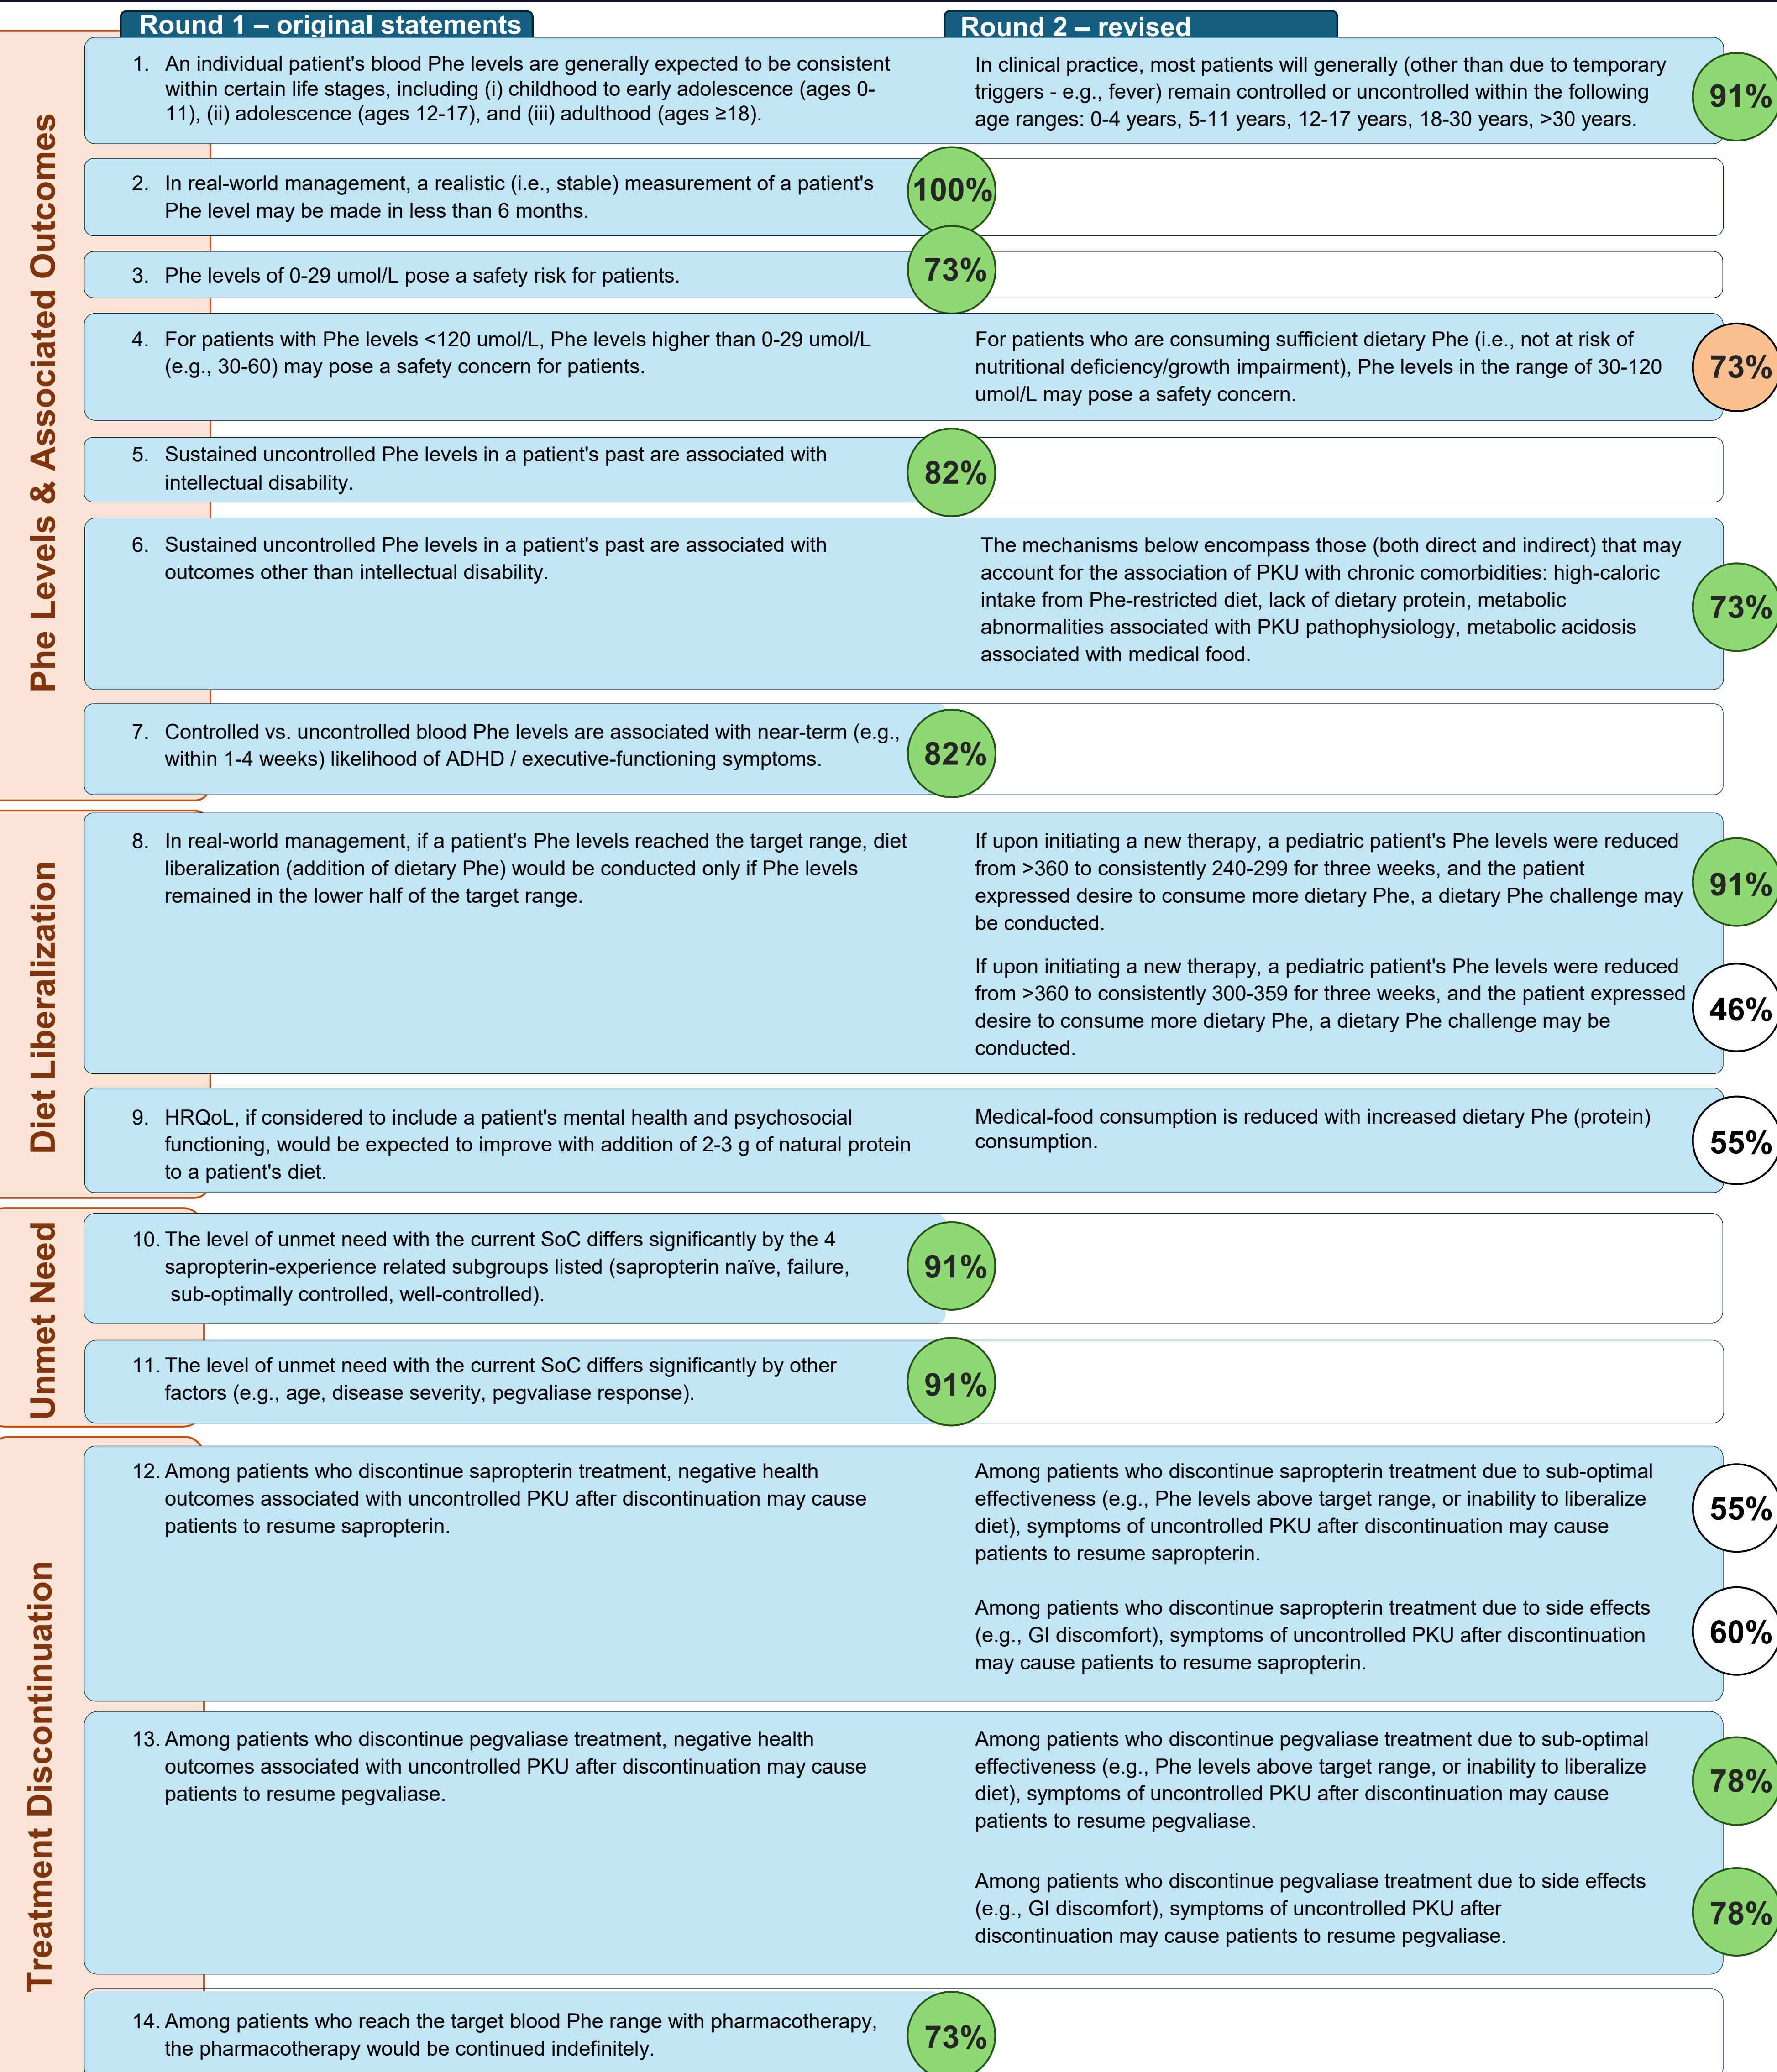 Round 1 – original statements
Round 2 – revised
Phe Levels & Associated Outcomes
1. An individual patient's blood Phe levels are generally expected to be consistent
within certain life stages, including (i) childhood to early adolescence (ages 0-
11), (ii) adolescence (ages 12-17), and (iii) adulthood (ages ≥18).
In clinical practice, most patients will generally (other than due to temporary
triggers - e.g., fever) remain controlled or uncontrolled within the following
age ranges: 0-4 years, 5-11 years, 12-17 years, 18-30 years, >30 years.
91%
2. In real-world management, a realistic (i.e., stable) measurement of a patient's
Phe level may be made in less than 6 months.
100%
3. Phe levels of 0-29 umol/L pose a safety risk for patients.
73%
4. For patients with Phe levels <120 umol/L, Phe levels higher than 0-29 umol/L
(e.g., 30-60) may pose a safety concern for patients.
For patients who are consuming sufficient dietary Phe (i.e., not at risk of
nutritional deficiency/growth impairment), Phe levels in the range of 30-120
umol/L may pose a safety concern.
73%
5. Sustained uncontrolled Phe levels in a patient's past are associated with
intellectual disability.
82%
6. Sustained uncontrolled Phe levels in a patient's past are associated with
outcomes other than intellectual disability.
The mechanisms below encompass those (both direct and indirect) that may
account for the association of PKU with chronic comorbidities: high-caloric
intake from Phe-restricted diet, lack of dietary protein, metabolic
abnormalities associated with PKU pathophysiology, metabolic acidosis
associated with medical food.
73%
7. Controlled vs. uncontrolled blood Phe levels are associated with near-term (e.g.,
within 1-4 weeks) likelihood of ADHD / executive-functioning symptoms.
82%
Diet Liberalization
8. In real-world management, if a patient's Phe levels reached the target range, diet
liberalization (addition of dietary Phe) would be conducted only if Phe levels
remained in the lower half of the target range.
If upon initiating a new therapy, a pediatric patient's Phe levels were reduced
from >360 to consistently 240-299 for three weeks, and the patient
expressed desire to consume more dietary Phe, a dietary Phe challenge may
be conducted.
91%
If upon initiating a new therapy, a pediatric patient's Phe levels were reduced
from >360 to consistently 300-359 for three weeks, and the patient expressed
desire to consume more dietary Phe, a dietary Phe challenge may be
conducted.
46%
9. HRQoL, if considered to include a patient's mental health and psychosocial
functioning, would be expected to improve with addition of 2-3 g of natural protein
to a patient's diet.
Medical-food consumption is reduced with increased dietary Phe (protein)
consumption.
55%
Unmet Need
10. The level of unmet need with the current SoC differs significantly by the 4
sapropterin-experience related subgroups listed (sapropterin naïve, failure,
sub-optimally controlled, well-controlled).
91%
11. The level of unmet need with the current SoC differs significantly by other
factors (e.g., age, disease severity, pegvaliase response).
91%
Treatment Discontinuation
12. Among patients who discontinue sapropterin treatment, negative health
outcomes associated with uncontrolled PKU after discontinuation may cause
patients to resume sapropterin.
Among patients who discontinue sapropterin treatment due to sub-optimal
effectiveness (e.g., Phe levels above target range, or inability to liberalize
diet), symptoms of uncontrolled PKU after discontinuation may cause
patients to resume sapropterin.
55%
Among patients who discontinue sapropterin treatment due to side effects
(e.g., GI discomfort), symptoms of uncontrolled PKU after discontinuation
may cause patients to resume sapropterin.
60%
13. Among patients who discontinue pegvaliase treatment, negative health
outcomes associated with uncontrolled PKU after discontinuation may cause
patients to resume pegvaliase.
Among patients who discontinue pegvaliase treatment due to sub-optimal
effectiveness (e.g., Phe levels above target range, or inability to liberalize
diet), symptoms of uncontrolled PKU after discontinuation may cause
patients to resume pegvaliase.
78%
Among patients who discontinue pegvaliase treatment due to side effects
(e.g., GI discomfort), symptoms of uncontrolled PKU after
discontinuation may cause patients to resume pegvaliase.
78%
14. Among patients who reach the target blood Phe range with pharmacotherapy,
the pharmacotherapy would be continued indefinitely.
73%